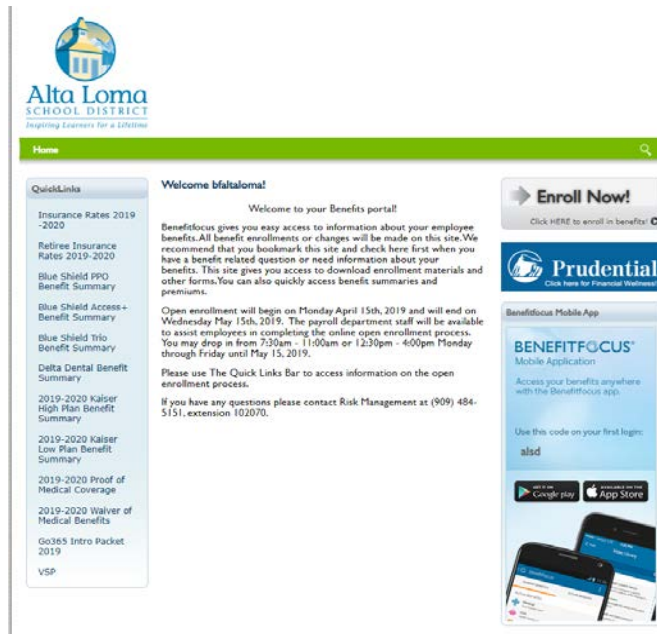 Alta Loma
SCHOOL DISTRICT
Inspiring Learners for a Lifetime
Home
QuickLinks
Insurance Rates 2019
-2020
Retiree Insurance
Rates 2019-2020
Blue Shield PPO
Benefit Summary
Blue Shield Access+
Benefit Summary
Blue Shield Trio
Benefit Summary
Delta Dental Benefit
Summary
2019-2020 Kaiser
High Plan Benefit
Summary
2019-2020 Kaiser
Low Plan Benefit
Summary
2019-2020 Proof of
Medical Coverage
2019-2020 Waiver of
Medical Benefits
Go365 Intro Packet
2019
VSP
Welcome bfaltaloma!
Welcome to your Benefits portal!
Benefitfocus gives you easy access to information about your employee
benefits. All benefit enrollments or changes will be made on this site. We
recommend that you bookmark this site and check here first when you
have a benefit related question or need information about your
benefits. This site gives you access to download enrollment materials and
other forms. You can also quickly access benefit summaries and
premiums.
Open enrollment will begin on Monday April 15th, 2019 and will end on
Wednesday May 15th, 2019. The payroll department staff will be available
to assist employees in completing the online open enrollment process.
You may drop in from 7:30am - 11:00am or 12:30pm - 4:00pm Monday
through Friday until May 15, 2019.
Please use The Quick Links Bar to access information on the open
enrollment process.
If you have any questions please contact Risk Management at (909) 484-
5151, extension 102070.
Enroll Now!
Click HERE to enroll in benefits!
Prudential
Click here for Financial Wellness!
Benefitfocus Mobile App
BENEFITFOCUS
Mobile Application
Access your benefits anywhere
with the Benefitfocus app.
Use this code on your first login:
alsd
GET IT ON
Google play
AVAILABLE ON THE
App Store